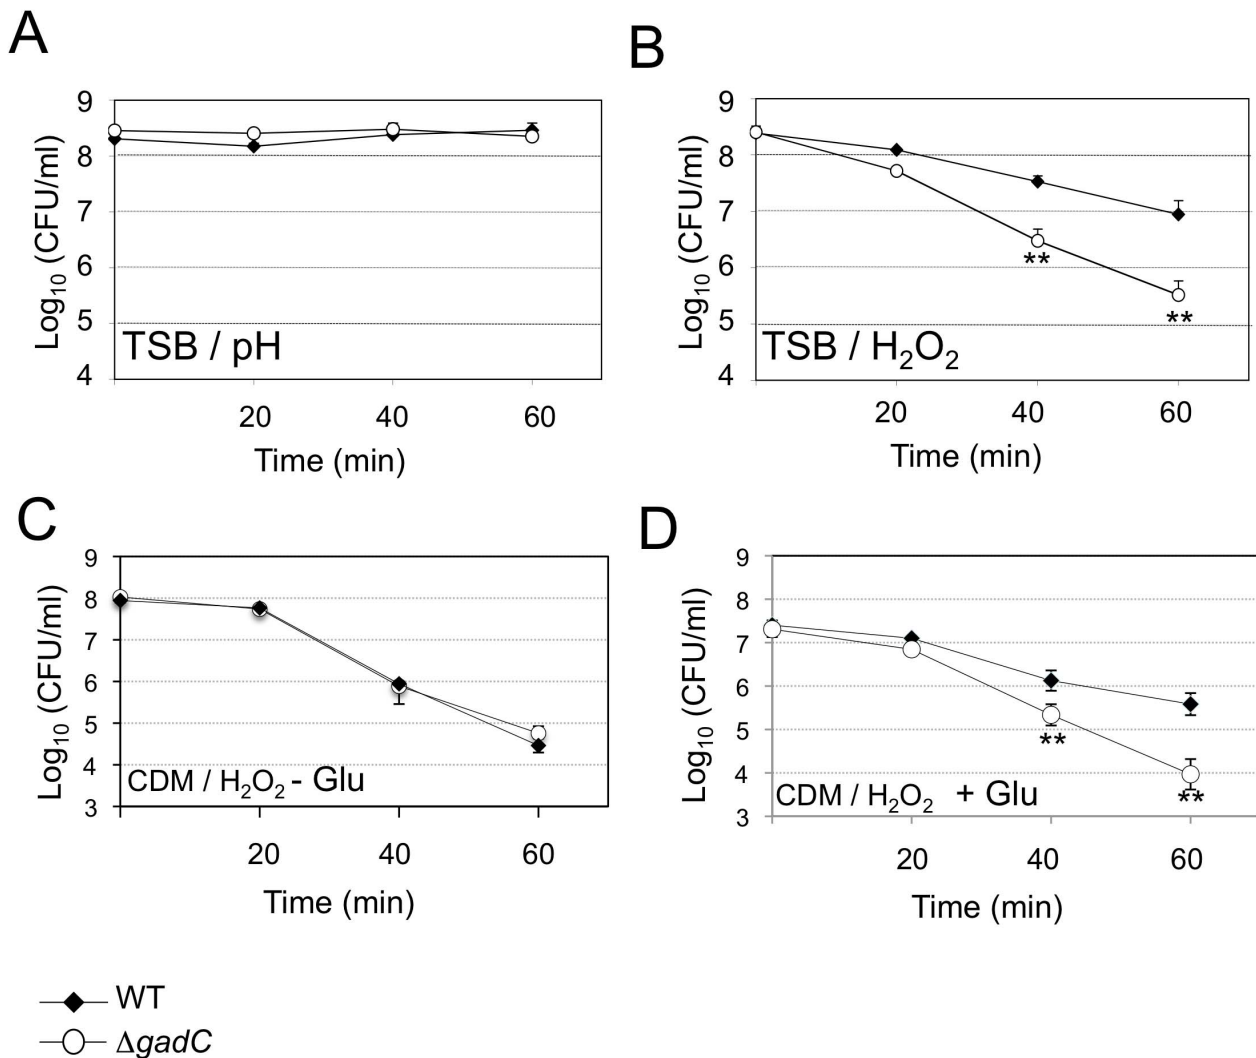 A
9
8
7
6
5
4
Log₁₀ (CFU/ml)
TSB / pH
20 40 60
Time (min)
B
9
8
7
6
5
4
Log₁₀ (CFU/ml)
**
**
TSB / H₂O₂
20 40 60
Time (min)
C
9
8
7
6
5
4
3
Log₁₀ (CFU/ml)
CDM / H₂O₂ - Glu
20 40 60
Time (min)
D
9
8
7
6
5
4
3
Log₁₀ (CFU/ml)
**
**
CDM / H₂O₂ + Glu
20 40 60
Time (min)
WT
ΔgadC